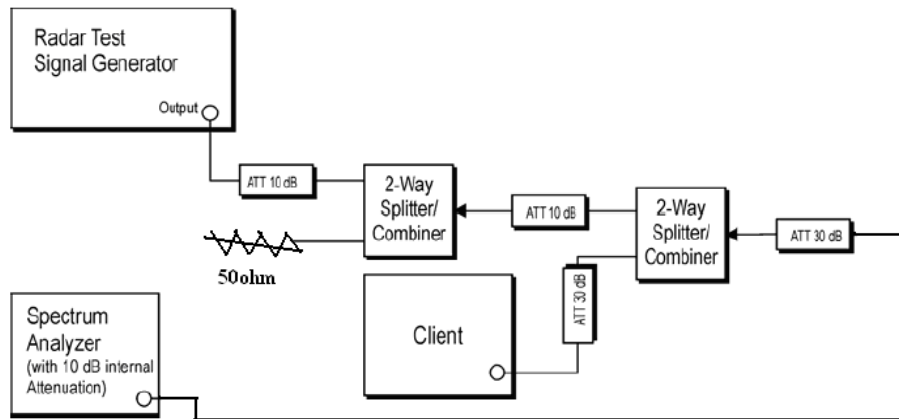 Radar Test
Signal Generator
Output
ATT 10 dB
2-Way
Splitter/
Combiner
ATT 10 dB
2-Way
Splitter/
Combiner
ATT 30 dB
50ohm
ATT 30 dB
Client
Spectrum
Analyzer
(with 10 dB internal
Attenuation)